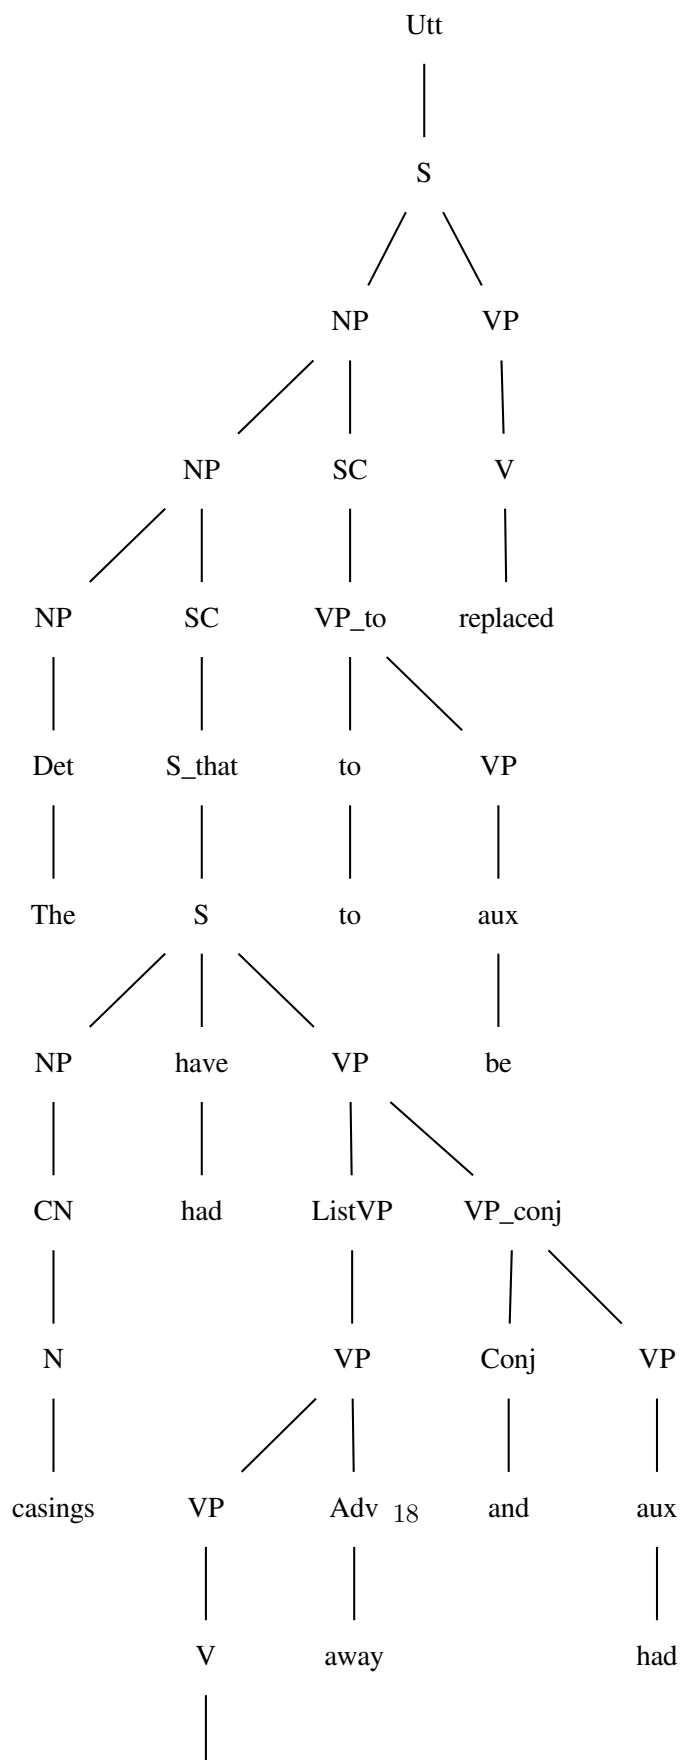 Utt
S
NP VP
NP SC V
NP SC VP_to replaced
Det S_that to VP
The S to aux
NP have VP be
CN had ListVP VP_conj
N VP Conj VP
casings VP Adv 18 and aux
V away had